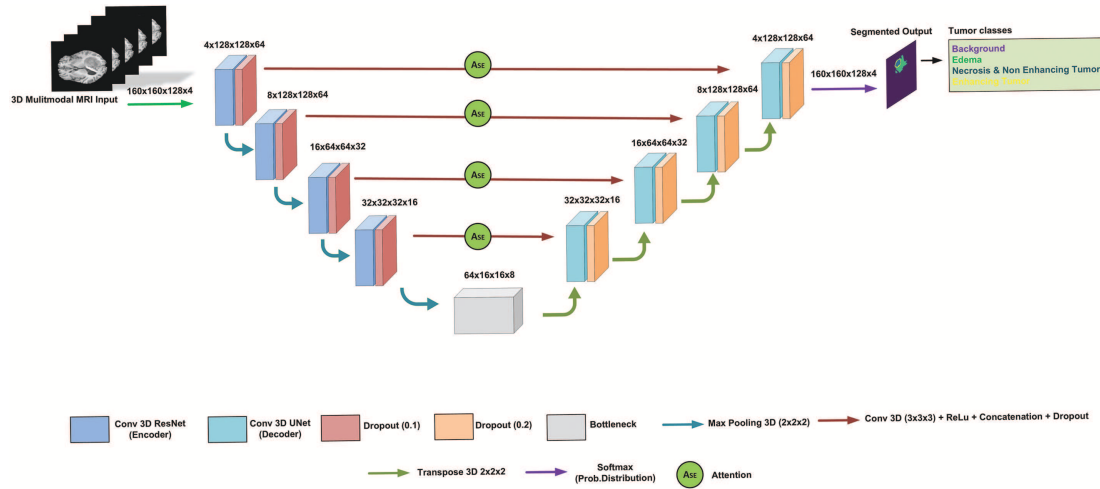 4x128x128x64
ASE
4x128x128x64
Segmented Output
Tumor classes
Background
Edema
Necrosis & Non Enhancing Tumor
3D Mulitmodal MRI Input
160x160x128x4
8x128x128x64
ASE
8x128x128x64
160x160x128x4
16x64x64x32
ASE
16x64x64x32
32x32x32x16
ASE
32x32x32x16
64x16x16x8
Conv 3D ResNet
(Encoder)
Conv 3D UNet
(Decoder)
Dropout (0.1)
Dropout (0.2)
Bottleneck
Max Pooling 3D (2x2x2)
Conv 3D (3x3x3) + ReLu + Concatenation + Dropout
Transpose 3D 2x2x2
Softmax
(Prob.Distribution)
ASE
Attention